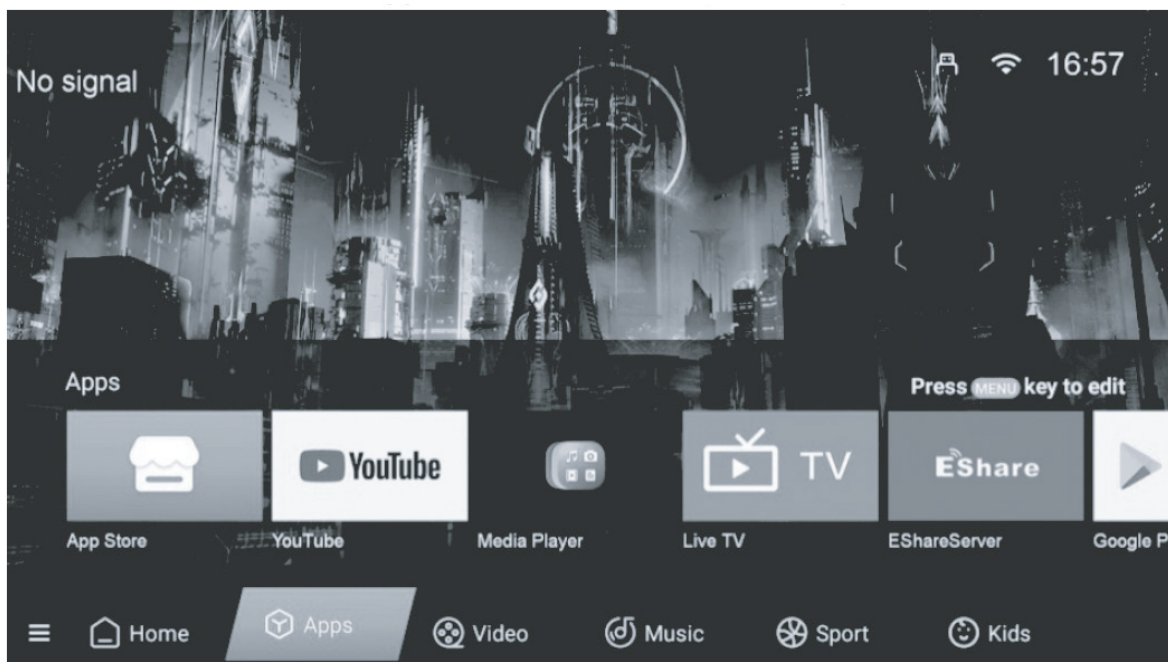 No signal
16:57
Apps
Press MENU key to edit
YouTube
TV
EShare
App Store
YouTube
Media Player
Live TV
EShareServer
Google P
Home
Apps
Video
Music
Sport
Kids